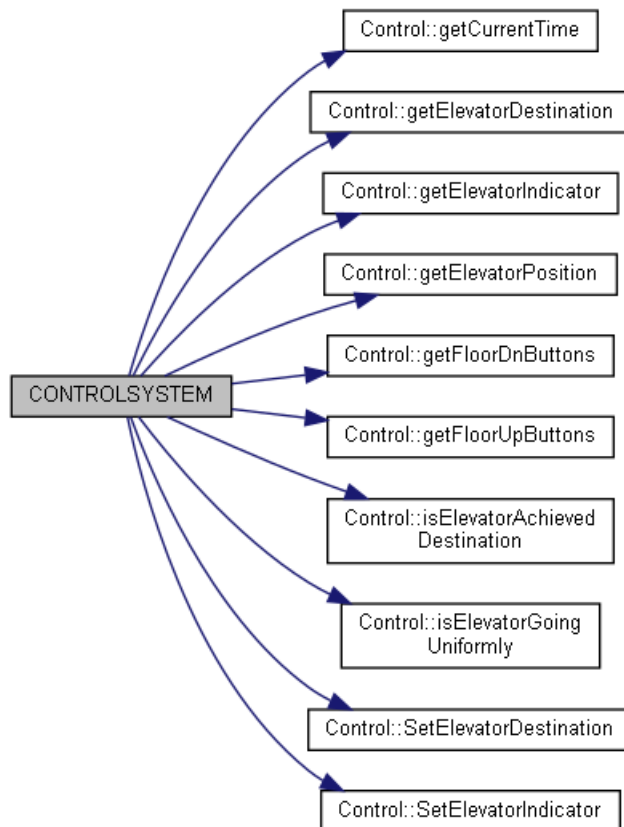 Control::getCurrentTime
Control::getElevatorDestination
Control::getElevatorIndicator
Control::getElevatorPosition
CONTROLSYSTEM
Control::getFloorDnButtons
Control::getFloorUpButtons
Control::isElevatorAchieved
Destination
Control::isElevatorGoing
Uniformly
Control::SetElevatorDestination
Control::SetElevatorIndicator